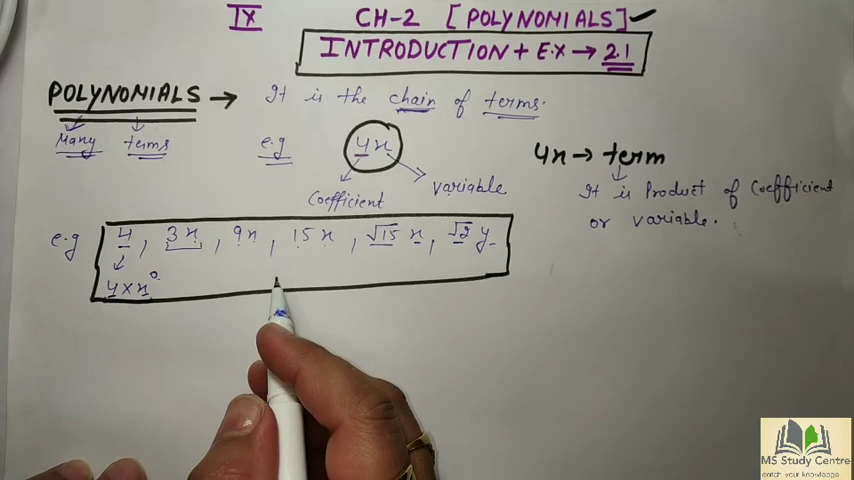 IX CH-2 [POLYNOMIALS]
INTRODUCTION + EX → 2.1
POLYNOMIALS → It is the chain of terms.
Many terms
e.g 4x
Coefficient variable
4x → term
It is Product of Coefficient
or variable.
e.g 4, 3x, 9x, 15x, √15 x, √2 y
4×x⁰
MS Study Centre
enrich your knowledge